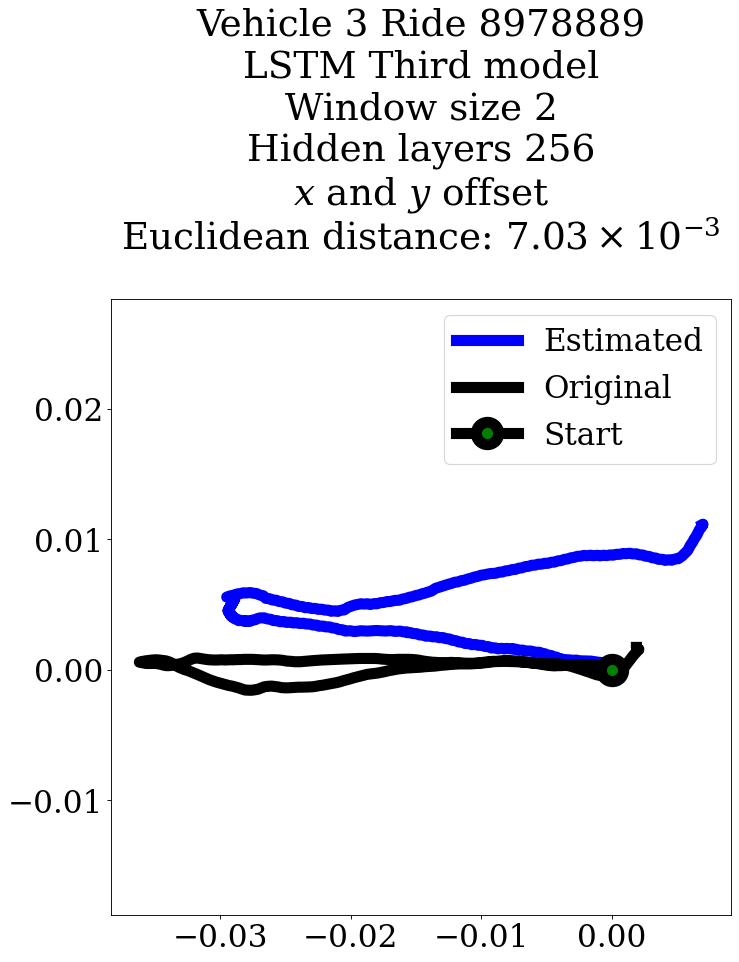 Vehicle 3 Ride 8978889
LSTM Third model
Window size 2
Hidden layers 256
x and y offset
Euclidean distance: 7.03 × 10⁻³
Estimated
Original
Start
0.02
0.01
0.00
−0.01
−0.03 −0.02 −0.01 0.00